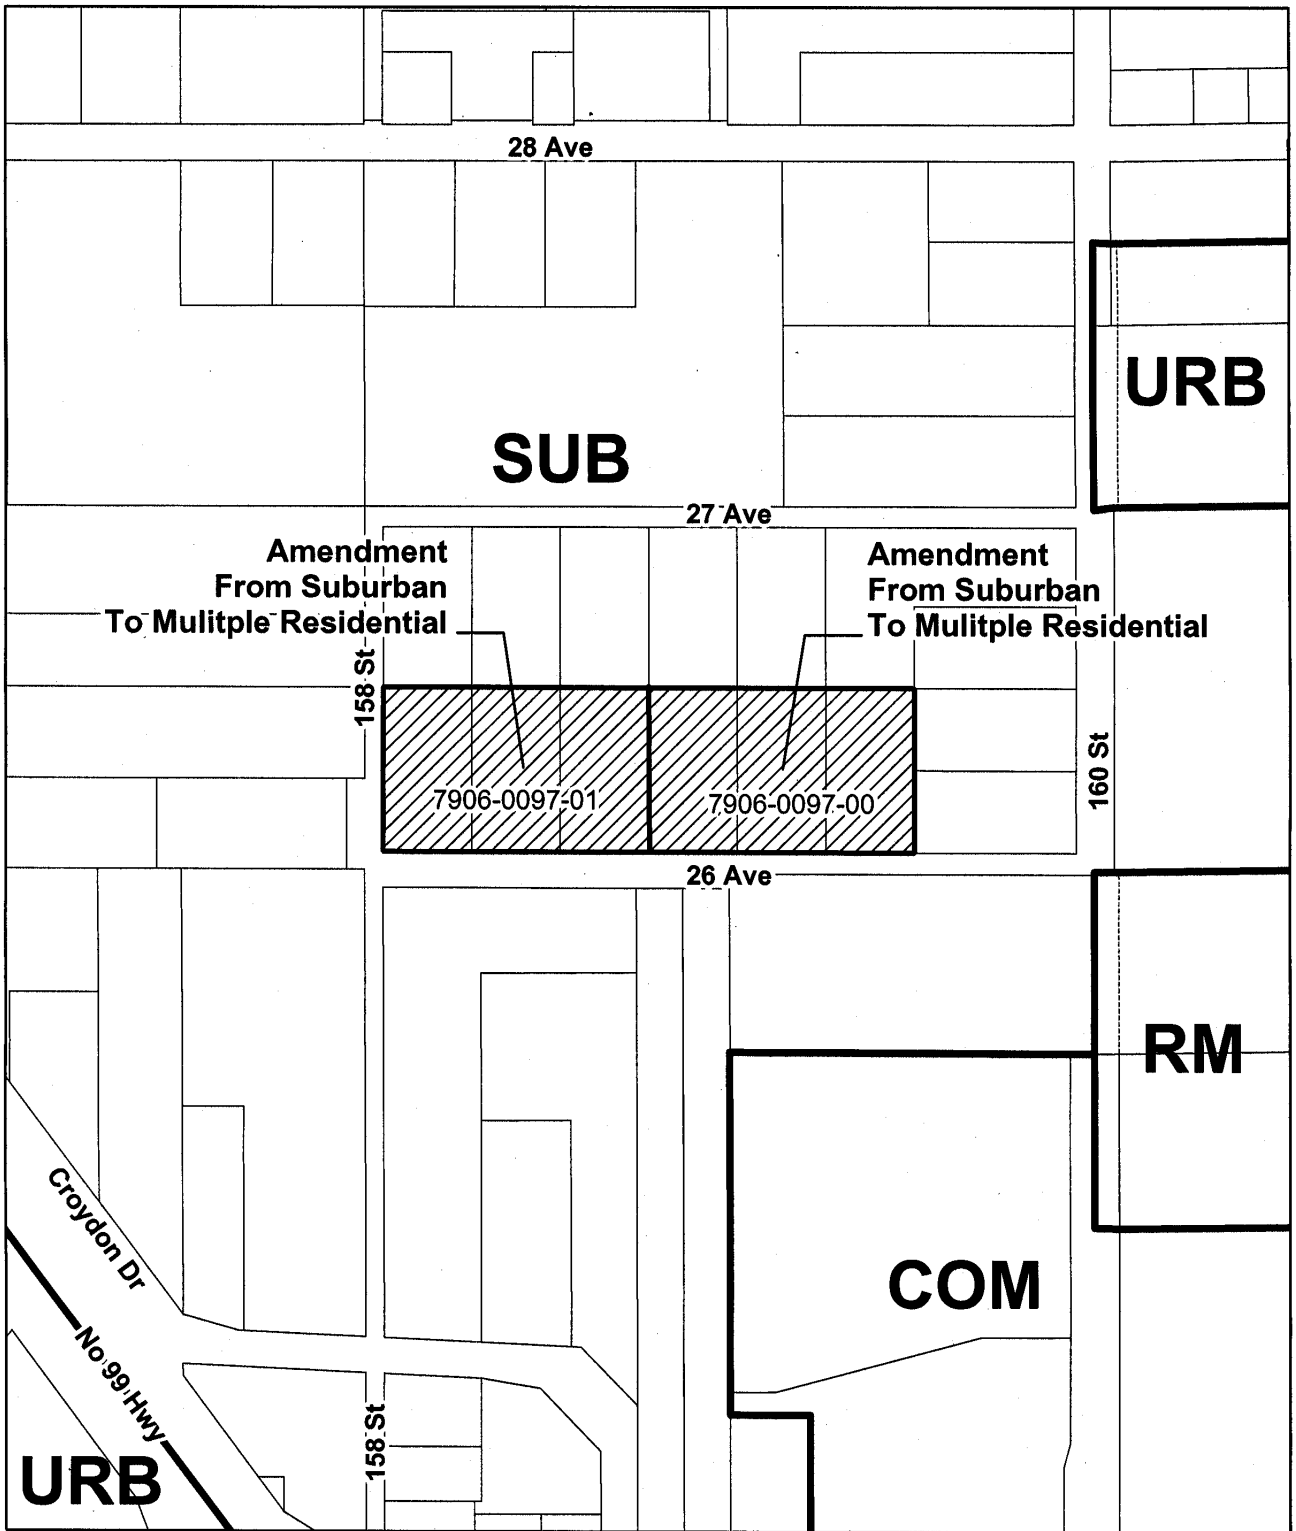 28 Ave
URB
SUB
27 Ave
Amendment
From Suburban
To Mulitple Residential
Amendment
From Suburban
To Mulitple Residential
158 St
160 St
7906-0097-01
7906-0097-00
26 Ave
RM
Croydon Dr
COM
No 99 Hwy
158 St
URB